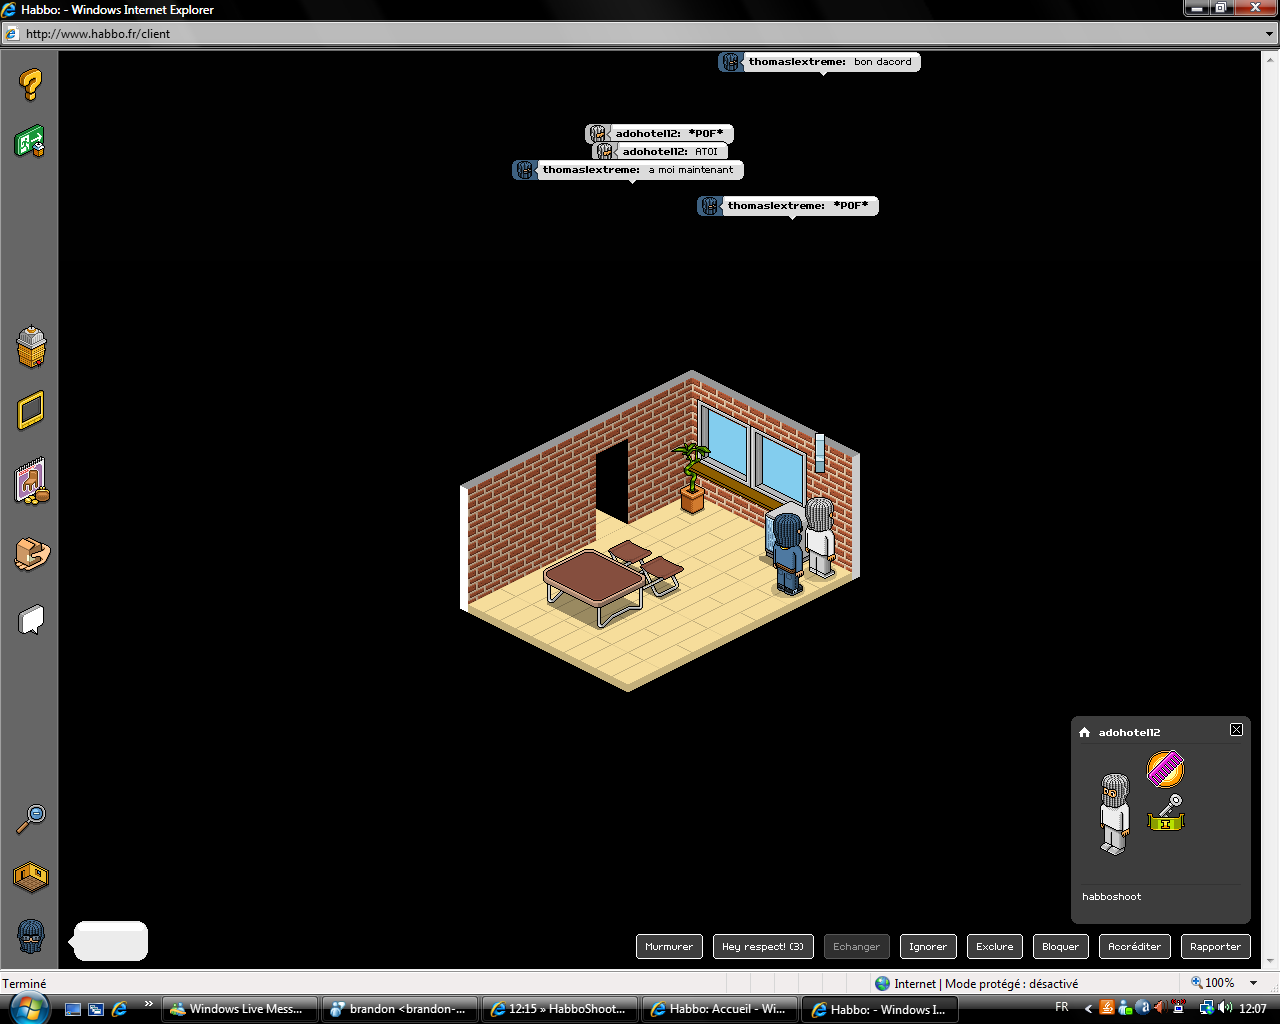 Habbo: - Windows Internet Explorer
http://www.habbo.fr/client
thomaslextreme: bon dacord
adohotel12: *POF*
adohotel12: ATOI
thomaslextreme: a moi maintenant
thomaslextreme: *POF*
adohotel12
I
habboshoot
Murmurer
Hey respect! (3)
Echanger
Ignorer
Exclure
Bloquer
Accréditer
Rapporter
Terminé
Internet | Mode protégé : désactivé
100%
Windows Live Mess...
brandon <brandon-...
12:15 » HabboShoot...
Habbo: Accueil - Wi...
Habbo: - Windows I...
FR
12:07